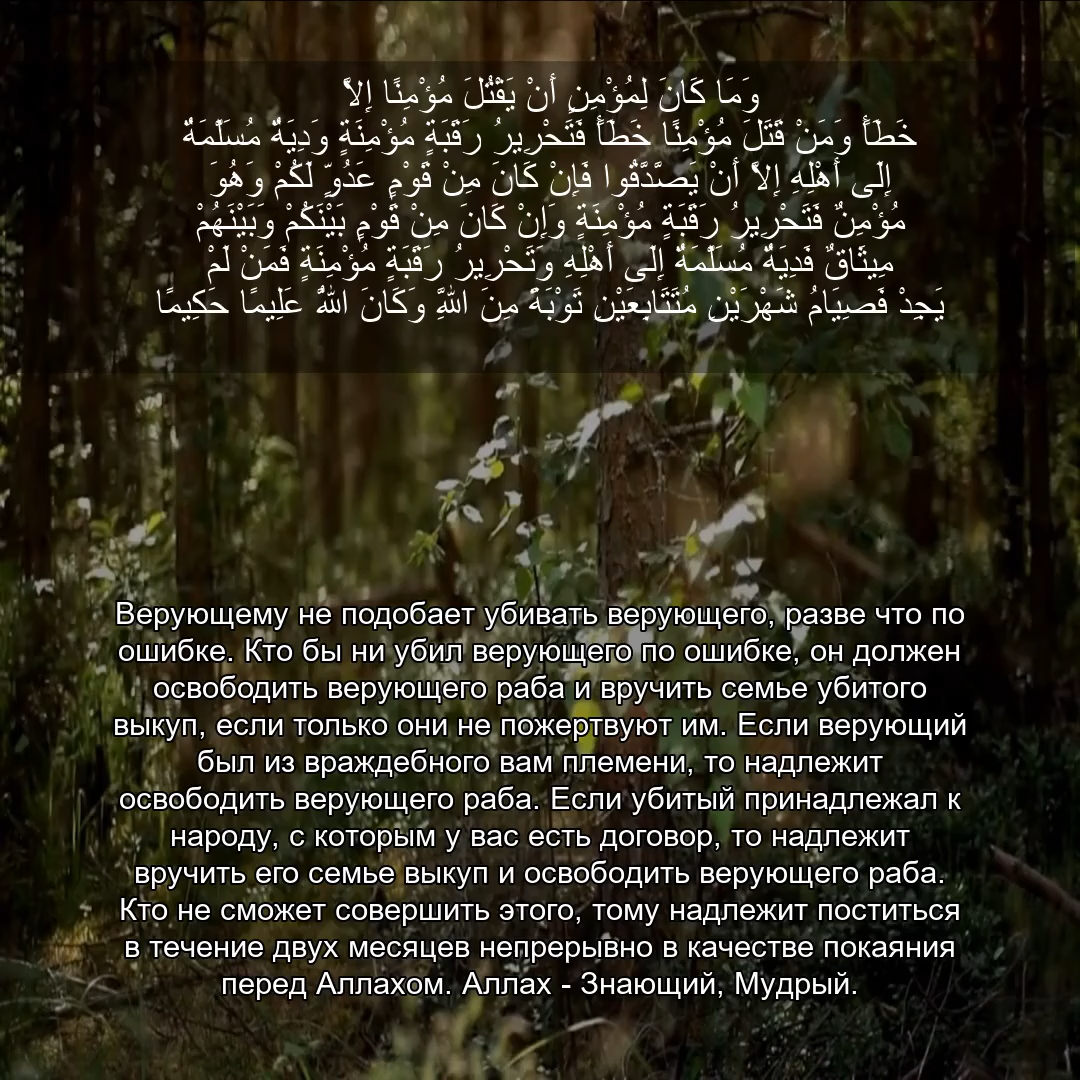 وَمَا كَانَ لِمُؤْمِنٍ أَنْ يَقْتُلَ مُؤْمِنًا إِلاَّ
خَطَأً وَمَنْ قَتَلَ مُؤْمِنًا خَطَأً فَتَحْرِيرُ رَقَبَةٍ مُؤْمِنَةٍ وَدِيَةٌ مُسَلَّمَةٌ
إِلَى أَهْلِهِ إِلاَّ أَنْ يَصَّدَّقُوا فَإِنْ كَانَ مِنْ قَوْمٍ عَدُوٍّ لَكُمْ وَهُوَ
مُؤْمِنٌ فَتَحْرِيرُ رَقَبَةٍ مُؤْمِنَةٍ وَإِنْ كَانَ مِنْ قَوْمٍ بَيْنَكُمْ وَبَيْنَهُمْ
مِيثَاقٌ فَدِيَةٌ مُسَلَّمَةٌ إِلَى أَهْلِهِ وَتَحْرِيرُ رَقَبَةٍ مُؤْمِنَةٍ فَمَنْ لَمْ
يَجِدْ فَصِيَامُ شَهْرَيْنِ مُتَتَابِعَيْنِ تَوْبَةً مِنَ اللَّهِ وَكَانَ اللَّهُ عَلِيمًا حَكِيمًا
Верующему не подобает убивать верующего, разве что по
ошибке. Кто бы ни убил верующего по ошибке, он должен
освободить верующего раба и вручить семье убитого
выкуп, если только они не пожертвуют им. Если верующий
был из враждебного вам племени, то надлежит
освободить верующего раба. Если убитый принадлежал к
народу, с которым у вас есть договор, то надлежит
вручить его семье выкуп и освободить верующего раба.
Кто не сможет совершить этого, тому надлежит поститься
в течение двух месяцев непрерывно в качестве покаяния
перед Аллахом. Аллах - Знающий, Мудрый.